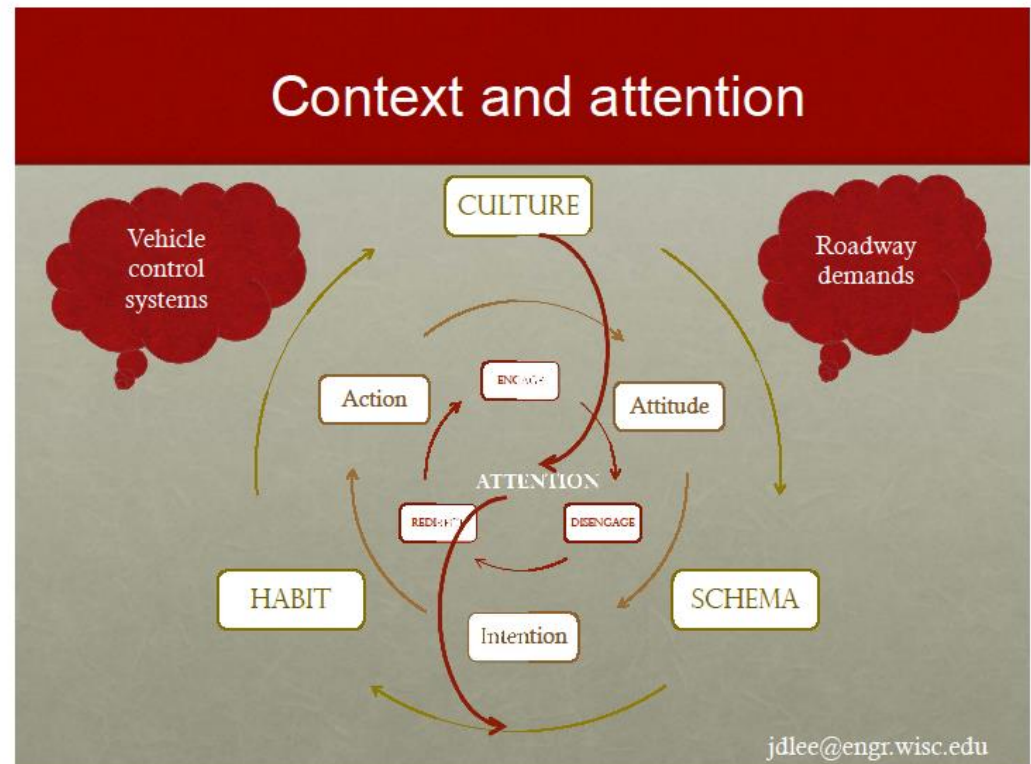 Context and attention
CULTURE
Vehicle
control
systems
Roadway
demands
ENGAGE
Action
Attitude
ATTENTION
DISENGAGE
HABIT
SCHEMA
Intention
jdlee@engr.wisc.edu